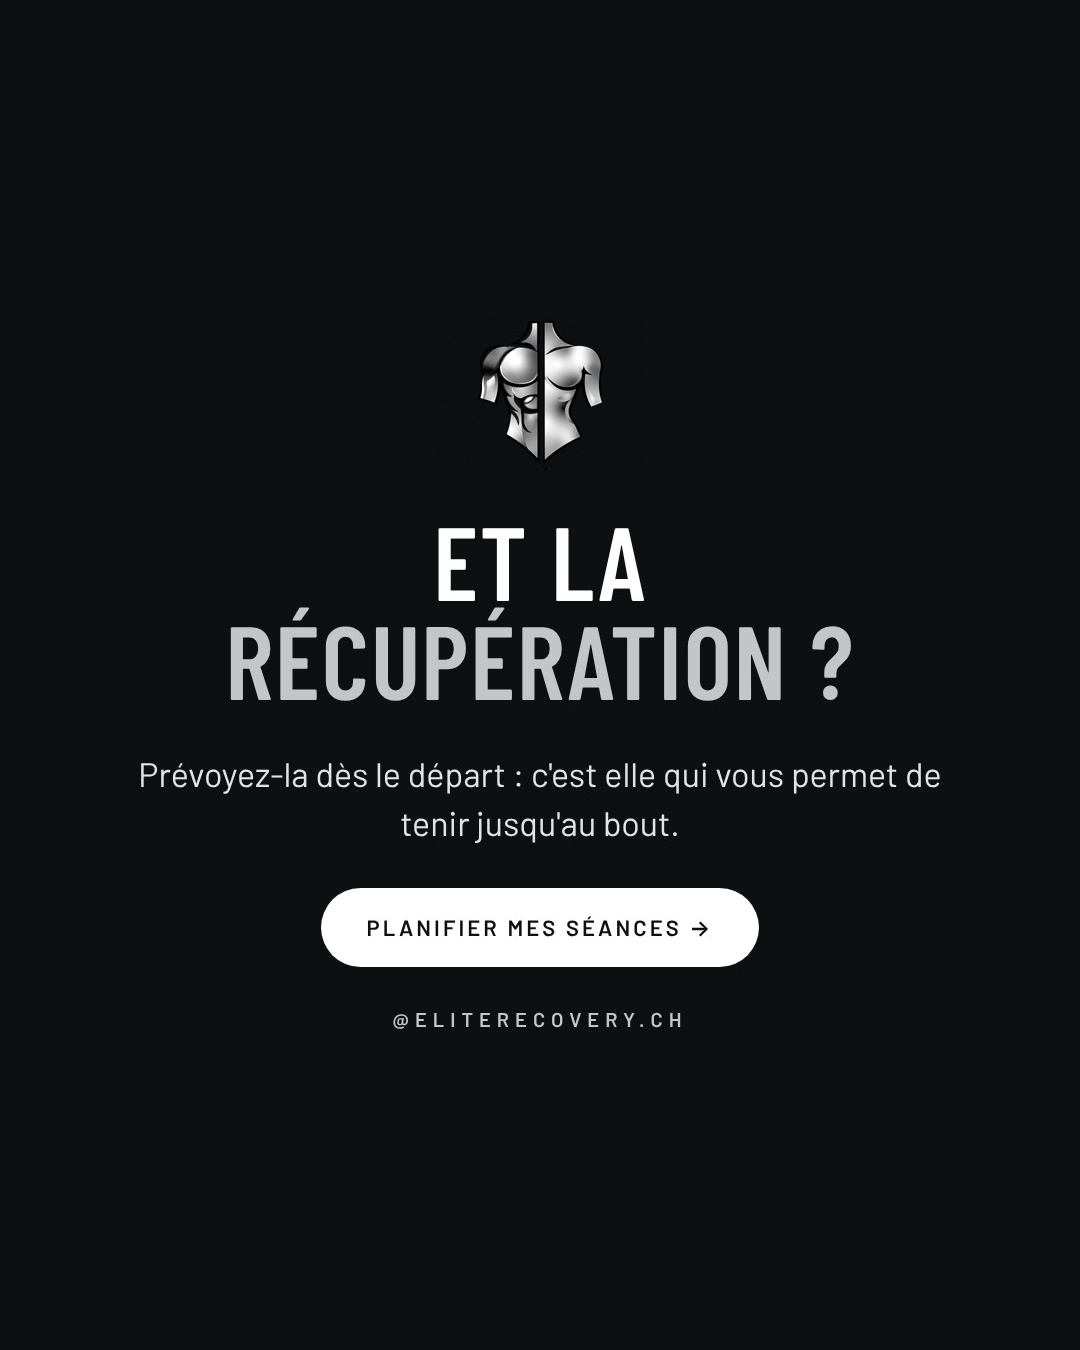 ET LA
RÉCUPÉRATION ?
Prévoyez-la dès le départ : c'est elle qui vous permet de
tenir jusqu'au bout.
PLANIFIER MES SÉANCES →
@ELITERECOVERY.CH